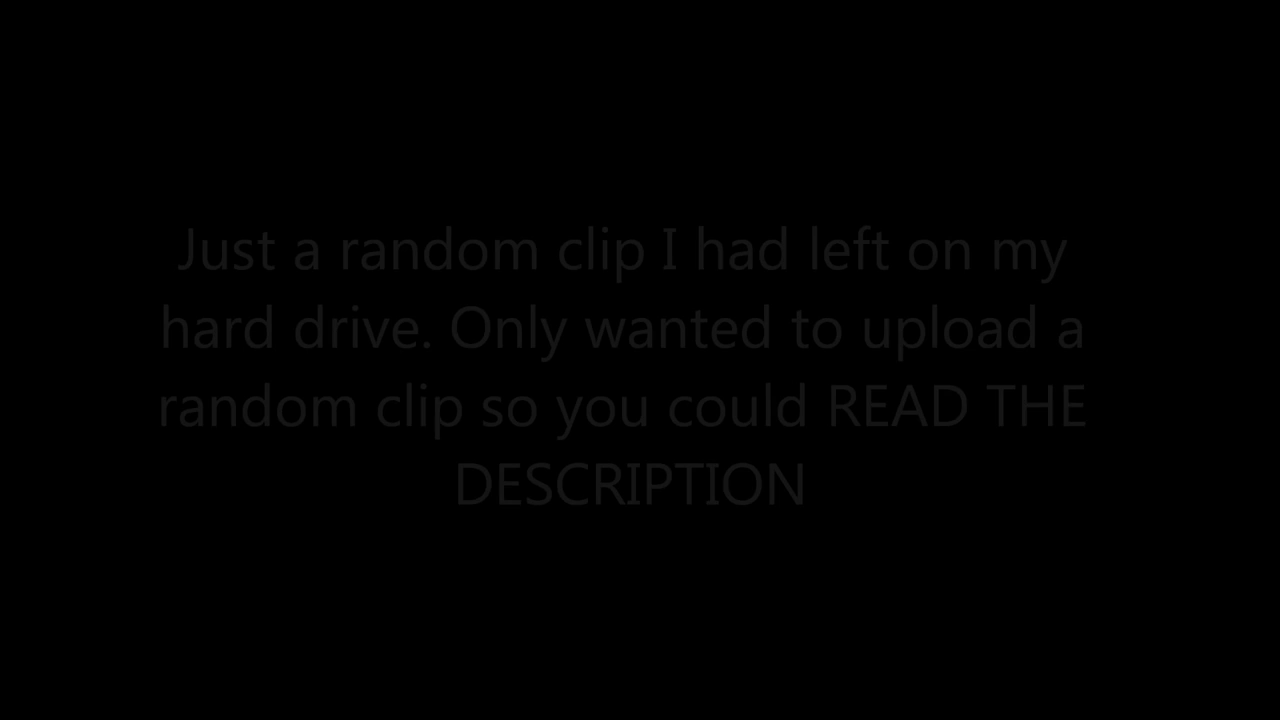 Just a random clip I had left on my
hard drive. Only wanted to upload a
random clip so you could READ THE
DESCRIPTION